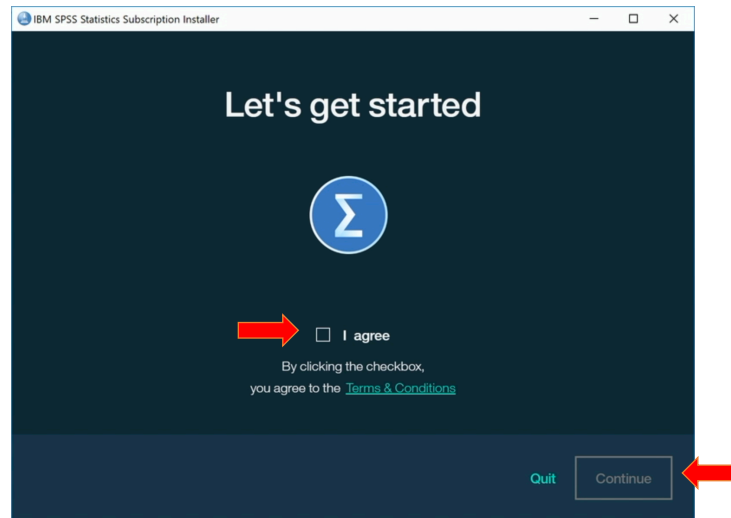 IBM SPSS Statistics Subscription Installer
Let's get started
Σ
I agree
By clicking the checkbox,
you agree to the Terms & Conditions
Quit
Continue